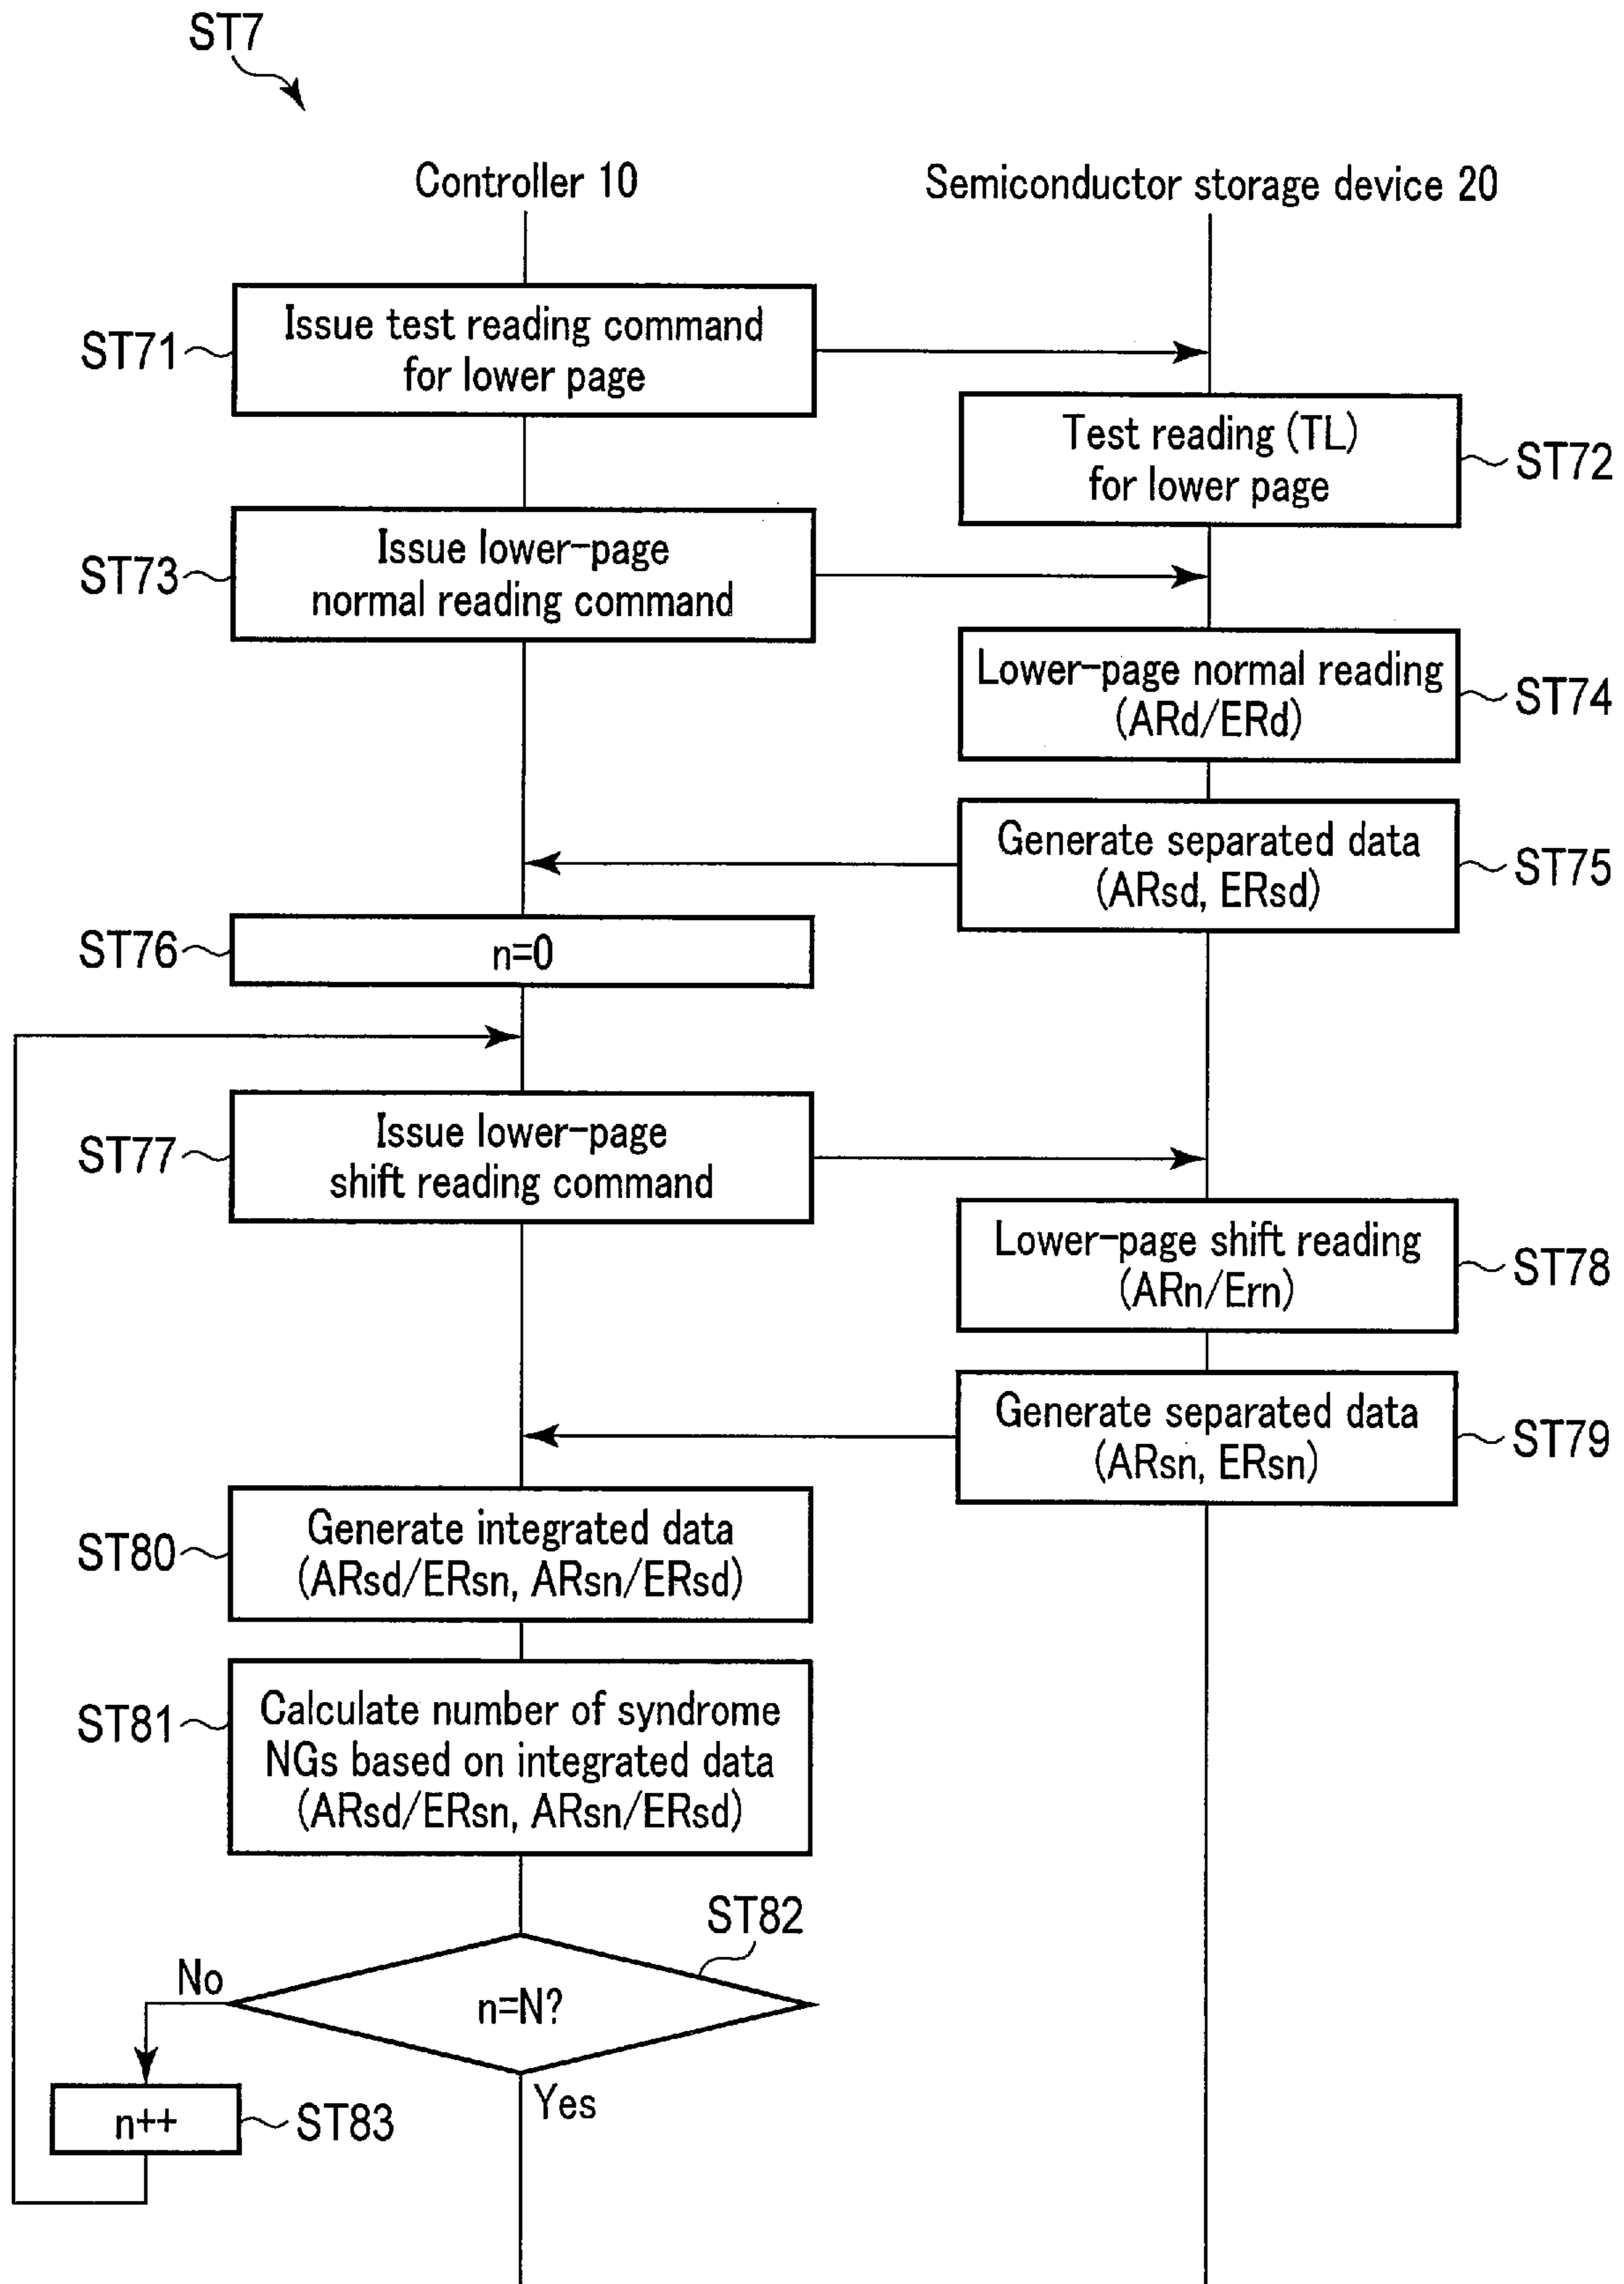 ST7
Controller 10
Semiconductor storage device 20
ST71
Issue test reading command
for lower page
Test reading (TL)
for lower page
ST72
ST73
Issue lower-page
normal reading command
Lower-page normal reading
(ARd/ERd)
ST74
Generate separated data
(ARsd, ERsd)
ST75
ST76
n=0
ST77
Issue lower-page
shift reading command
Lower-page shift reading
(ARn/Ern)
ST78
Generate separated data
(ARsn, ERsn)
ST79
ST80
Generate integrated data
(ARsd/ERsn, ARsn/ERsd)
ST81
Calculate number of syndrome
NGs based on integrated data
(ARsd/ERsn, ARsn/ERsd)
ST82
No
n=N?
Yes
n++
ST83